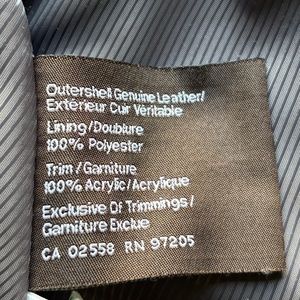 Outershell Genuine Leather/
Extérieur Cuir Véritable
Lining/Doublure
100% Polyester
Trim/Garniture
100% Acrylic/Acrylique
Exclusive Of Trimmings/
Garniture Exclue
CA 02558 RN 97205